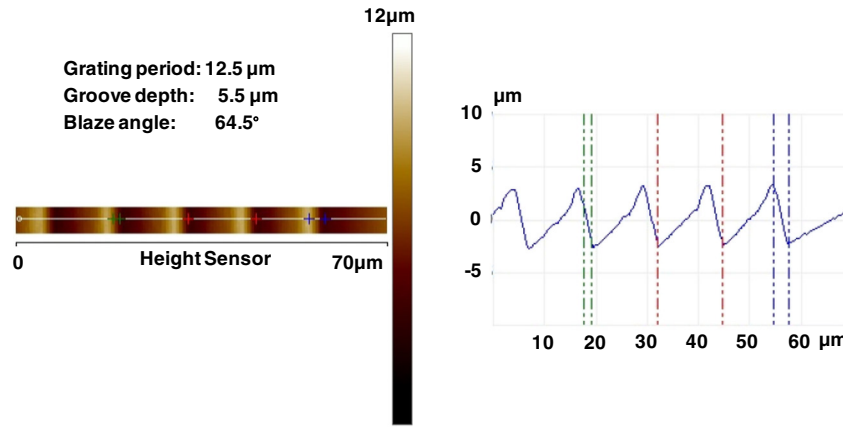 12μm
Grating period: 12.5 μm
Groove depth: 5.5 μm
Blaze angle: 64.5°
0 Height Sensor 70μm
μm
10
5
0
-5
10 20 30 40 50 60 μm